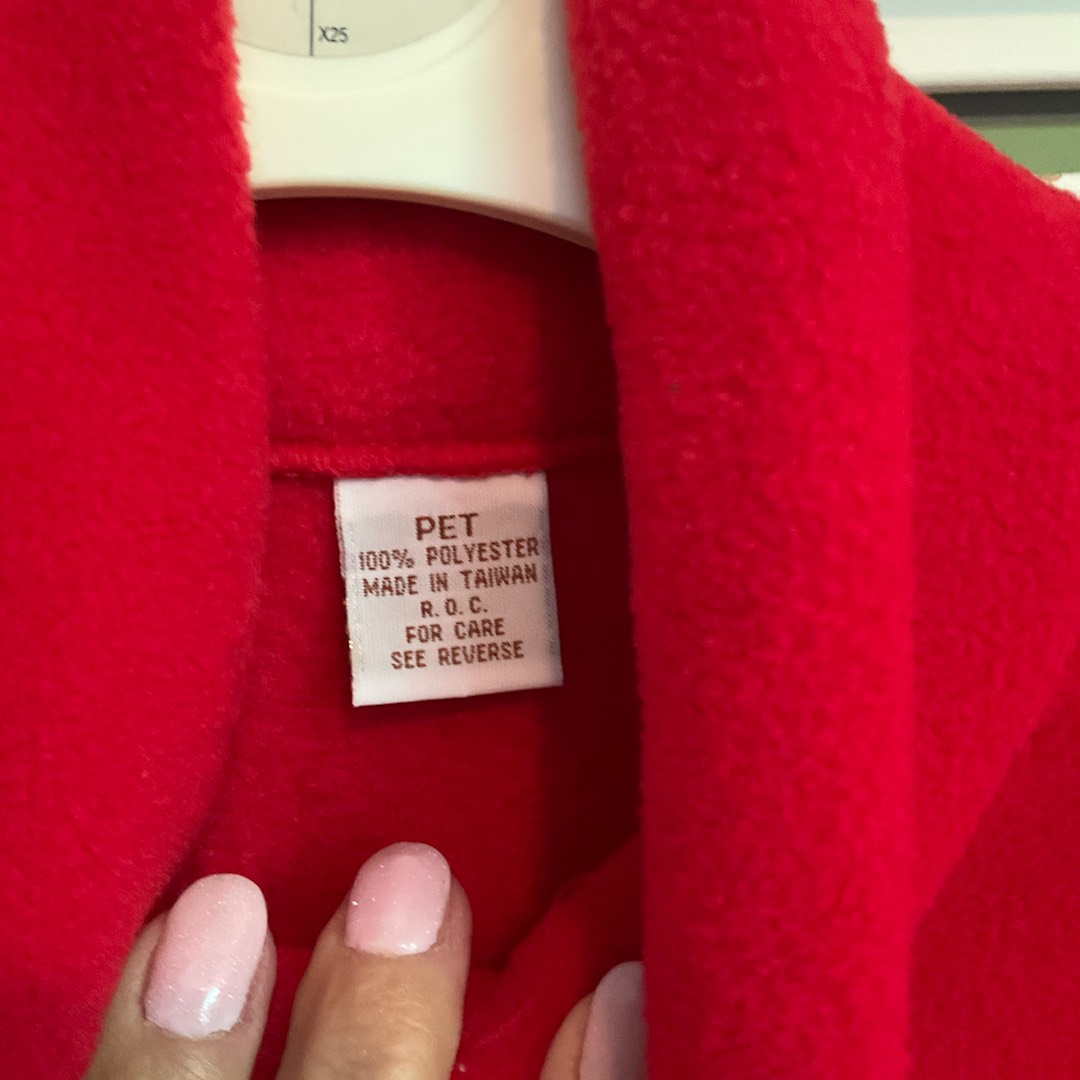 X25
PET
100% POLYESTER
MADE IN TAIWAN
R.O.C.
FOR CARE
SEE REVERSE